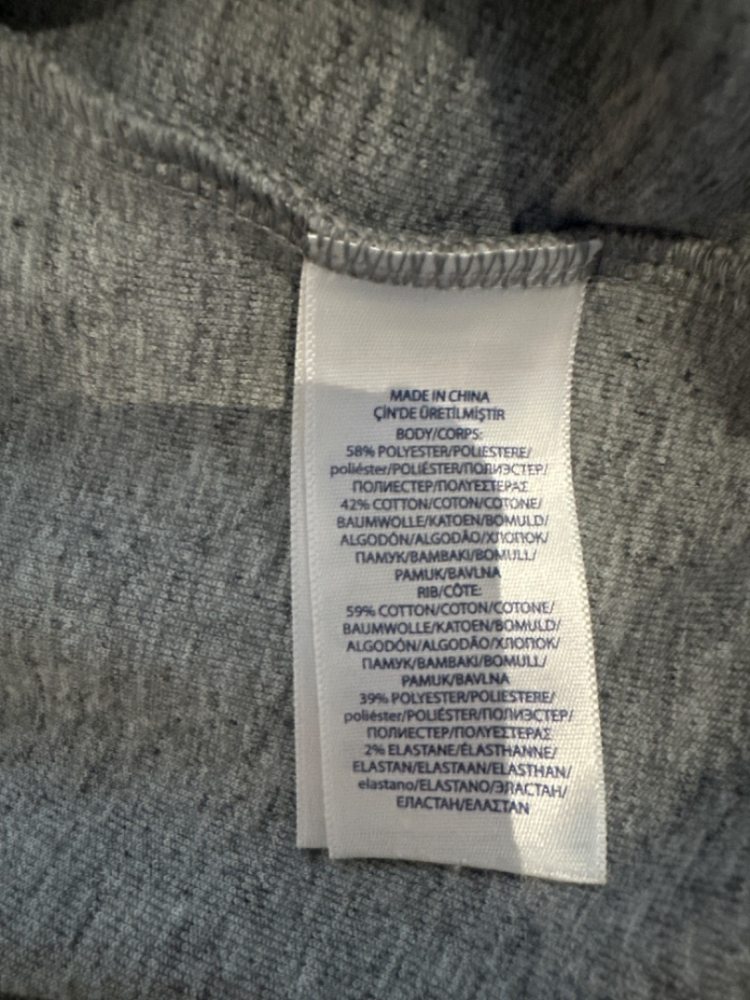 MADE IN CHINA
ÇİN'DE ÜRETİLMİŞTİR
BODY/CORPS:
58% POLYESTER/POLIESTERE/
poliéster/POLIÉSTER/ПОЛИЭСТЕР/
ПОЛИЕСТЕР/ΠΟΛΥΕΣΤΕΡΑΣ
42% COTTON/COTON/COTONE/
BAUMWOLLE/KATOEN/BOMULD/
ALGODÓN/ALGODÃO/ХЛОПОК/
ПАМУК/BAMBAKI/BOMULL/
PAMUK/BAVLNA
RIB/CÔTE:
59% COTTON/COTON/COTONE/
BAUMWOLLE/KATOEN/BOMULD/
ALGODÓN/ALGODÃO/ХЛОПОК/
ПАМУК/BAMBAKI/BOMULL/
PAMUK/BAVLNA
39% POLYESTER/POLIESTERE/
poliéster/POLIÉSTER/ПОЛИЭСТЕР/
ПОЛИЕСТЕР/ΠΟΛΥΕΣΤΕΡΑΣ
2% ELASTANE/ÉLASTHANNE/
ELASTAN/ELASTAAN/ELASTHAN/
elastano/ELASTANO/ЭЛАСТАН/
ЕЛАСТАН/ΕΛΑΣΤΑΝ